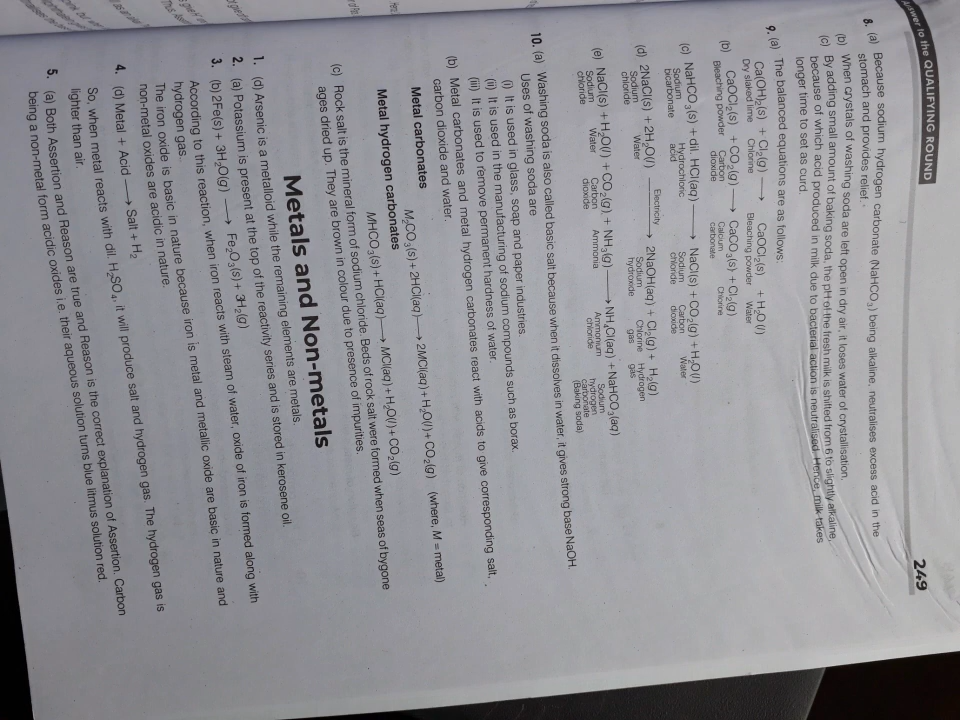 Answer to the QUALIFYING ROUND
249
8. (a) Because sodium hydrogen carbonate (NaHCO₃) being alkaline, neutralises excess acid in the
stomach and provides relief.
(b) When crystals of washing soda are left open in dry air, it loses water of crystallisation.
(c) By adding small amount of baking soda, the pH of the fresh milk is shifted from 6 to slightly alkaline,
because of which acid produced in milk due to bacterial action is neutralised. Hence, milk takes
longer time to set as curd.
9. (a) The balanced equations are as follows:
Ca(OH)₂(s) + Cl₂(g) ⟶ CaOCl₂(s) + H₂O(l)
Dry slaked lime Chlorine Bleaching powder Water
(b) CaOCl₂(s) + CO₂(g) ⟶ CaCO₃(s) + Cl₂(g)
Bleaching powder Carbon dioxide Calcium carbonate Chlorine
(c) NaHCO₃(s) + dil. HCl(aq) ⟶ NaCl(s) + CO₂(g) + H₂O(l)
Sodium bicarbonate Hydrochloric acid Sodium chloride Carbon dioxide Water
(d) 2NaCl(s) + 2H₂O(l) Electricity ⟶ 2NaOH(aq) + Cl₂(g) + H₂(g)
Sodium chloride Water Sodium hydroxide Chlorine gas Hydrogen gas
(e) NaCl(s) + H₂O(l) + CO₂(g) + NH₃(g) ⟶ NH₄Cl(aq) + NaHCO₃(aq)
Sodium chloride Water Carbon dioxide Ammonia Ammonium chloride Sodium hydrogen carbonate (Baking soda)
10. (a) Washing soda is also called basic salt because when it dissolves in water, it gives strong base NaOH.
Uses of washing soda are
(i) It is used in glass, soap and paper industries.
(ii) It is used in the manufacturing of sodium compounds such as borax.
(iii) It is used to remove permanent hardness of water.
(b) Metal carbonates and metal hydrogen carbonates react with acids to give corresponding salt,
carbon dioxide and water.
Metal carbonates
M₂CO₃(s) + 2HCl(aq) ⟶ 2MCl(aq) + H₂O(l) + CO₂(g) (where, M = metal)
Metal hydrogen carbonates
MHCO₃(s) + HCl(aq) ⟶ MCl(aq) + H₂O(l) + CO₂(g)
(c) Rock salt is the mineral form of sodium chloride. Beds of rock salt were formed when seas of bygone
ages dried up. They are brown in colour due to presence of impurities.
Metals and Non-metals
1. (d) Arsenic is a metalloid while the remaining elements are metals.
2. (a) Potassium is present at the top of the reactivity series and is stored in kerosene oil.
3. (b) 2Fe(s) + 3H₂O(g) ⟶ Fe₂O₃(s) + 3H₂(g)
According to this reaction, when iron reacts with steam of water, oxide of iron is formed along with
hydrogen gas.
The iron oxide is basic in nature because iron is metal and metallic oxide are basic in nature and
non-metal oxides are acidic in nature.
4. (d) Metal + Acid ⟶ Salt + H₂
So, when metal reacts with dil. H₂SO₄, it will produce salt and hydrogen gas. The hydrogen gas is
lighter than air.
5. (a) Both Assertion and Reason are true and Reason is the correct explanation of Assertion. Carbon
being a non-metal form acidic oxides i.e. their aqueous solution turns blue litmus solution red.